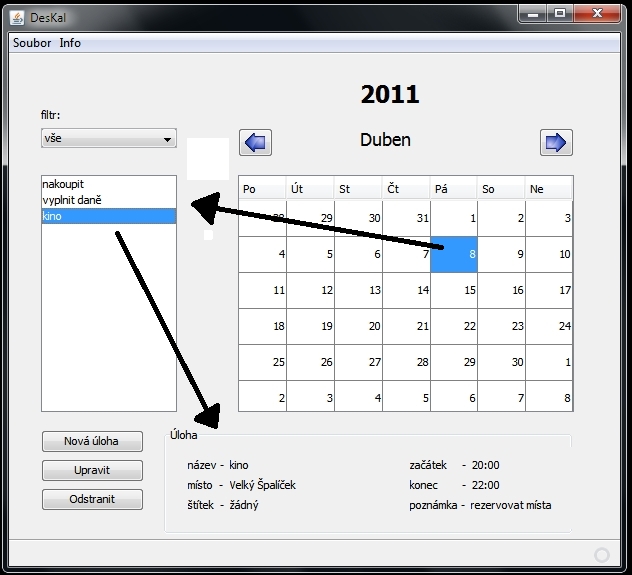 DesKal
Soubor Info
2011
filtr:
vše
Duben
nakoupit
vyplnit daně
kino
Po Út St Čt Pá So Ne
28 29 30 31 1 2 3
4 5 6 7 8 9 10
11 12 13 14 15 16 17
18 19 20 21 22 23 24
25 26 27 28 29 30 1
2 3 4 5 6 7 8
Nová úloha
Upravit
Odstranit
Úloha
název - kino
místo - Velký Špalíček
štítek - žádný
začátek - 20:00
konec - 22:00
poznámka - rezervovat místa